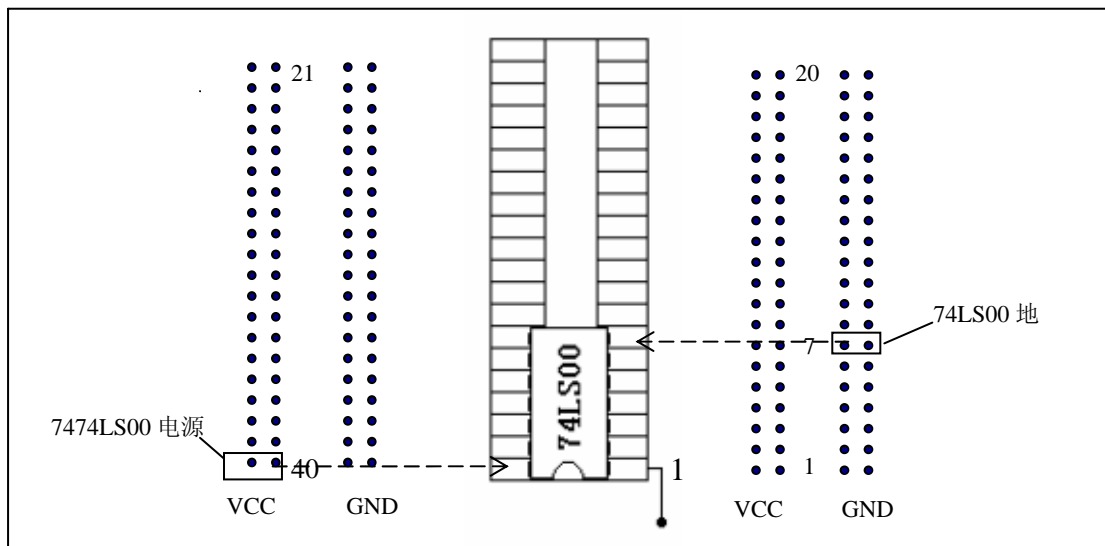 21
20
74LS00 地
7
74LS00
7474LS00 电源
40
1
1
VCC
GND
VCC
GND